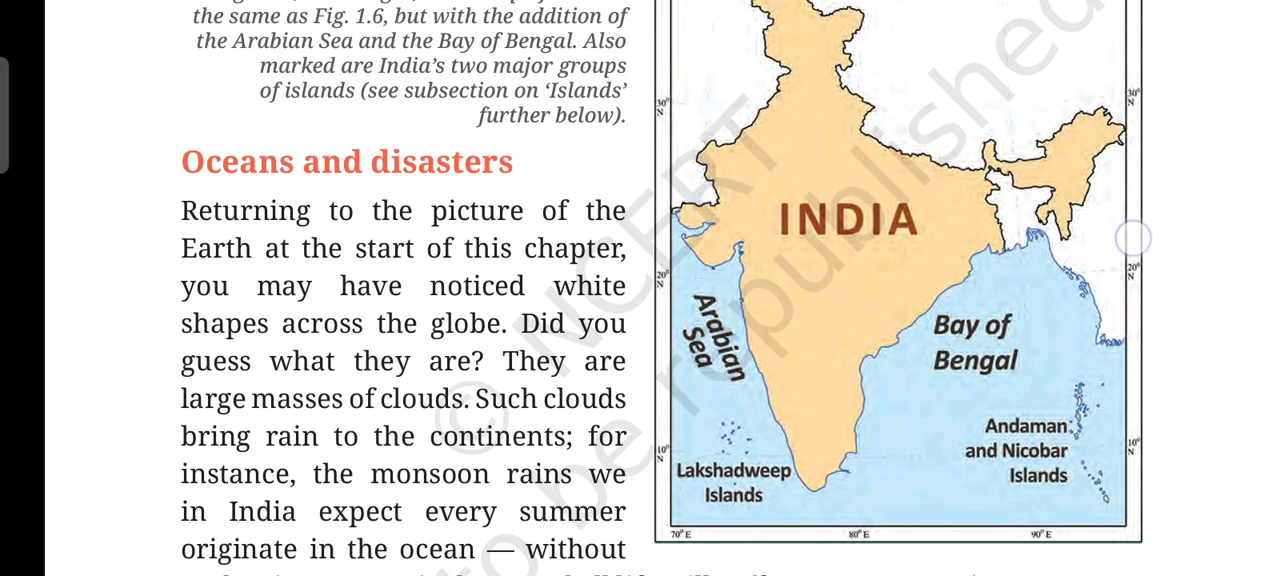 the same as Fig. 1.6, but with the addition of
the Arabian Sea and the Bay of Bengal. Also
marked are India’s two major groups
of islands (see subsection on ‘Islands’
further below).
Oceans and disasters
Returning to the picture of the
Earth at the start of this chapter,
you may have noticed white
shapes across the globe. Did you
guess what they are? They are
large masses of clouds. Such clouds
bring rain to the continents; for
instance, the monsoon rains we
in India expect every summer
originate in the ocean — without
30°
N
30°
N
INDIA
20°
N
20°
N
Arabian
Sea
Bay of
Bengal
10°
N
10°
N
Lakshadweep
Islands
Andaman
and Nicobar
Islands
70° E
80° E
90° E
© NCERT
to be republished